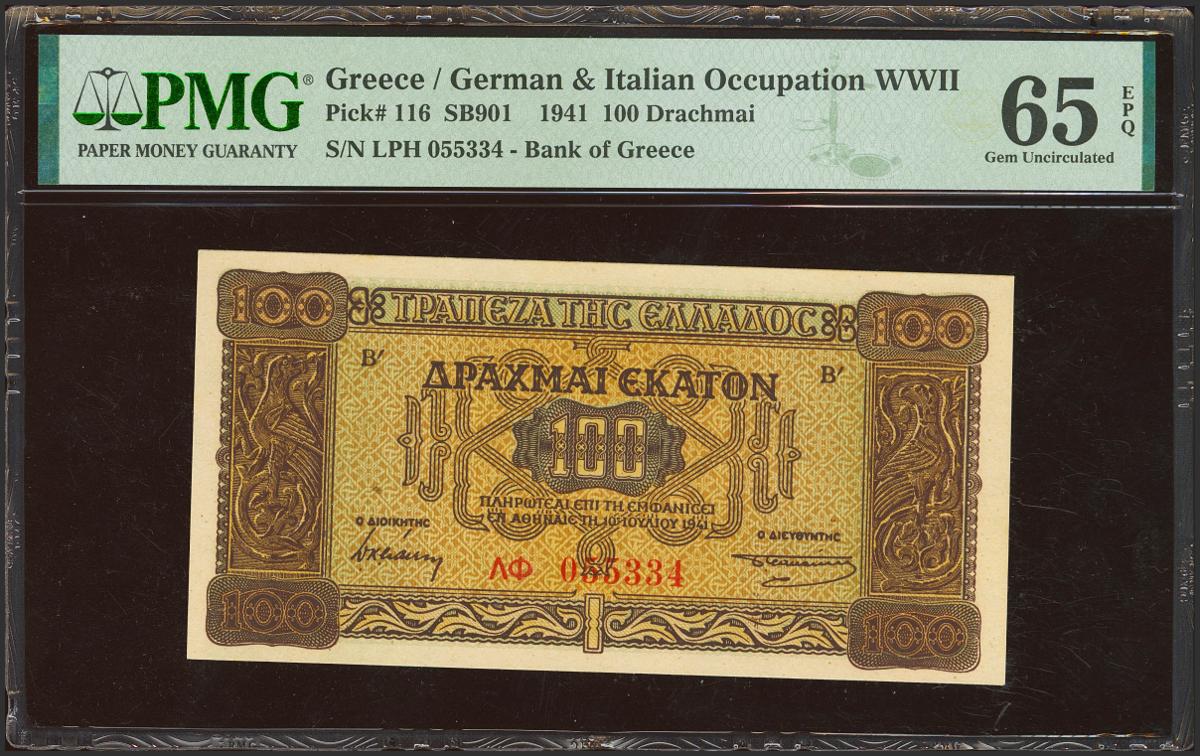 PMG®
PAPER MONEY GUARANTY
Greece / German & Italian Occupation WWII
Pick# 116 SB901 1941 100 Drachmai
S/N LPH 055334 - Bank of Greece
65
EPQ
Gem Uncirculated
100
ΤΡΑΠΕΖΑ ΤΗϹ ΕΛΛΑΔΟϹ
100
Β′
ΔΡΑΧΜΑΙ ΕΚΑΤΟΝ
Β′
100
ΠΛΗΡΩΤΕΑΙ ΕΠΙ ΤΗ ΕΜΦΑΝΙϹΕΙ
ΕΝ ΑΘΗΝΑΙϹ ΤΗ 10 ΙΟΥΛΙΟΥ 1941
Ο ΔΙΟΙΚΗΤΗϹ
Ο ΔΙΕΥΘΥΝΤΗϹ
ΛΦ 055334
100
100